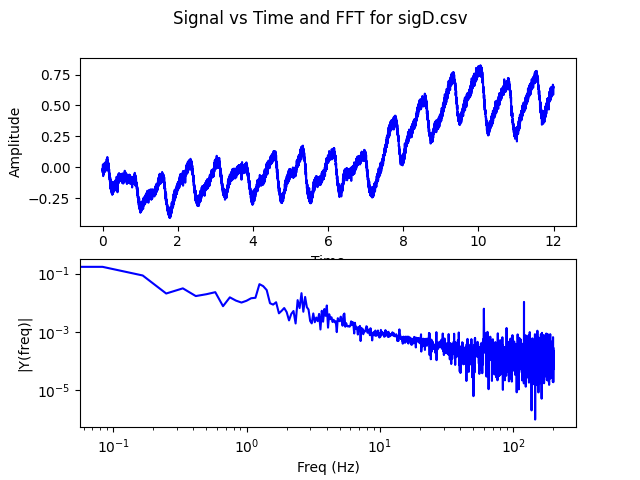 Signal vs Time and FFT for sigD.csv
Amplitude
0.75
0.50
0.25
0.00
−0.25
0 2 4 6 8 10 12
Time
|Y(freq)|
10⁻¹
10⁻³
10⁻⁵
10⁻¹ 10⁰ 10¹ 10²
Freq (Hz)